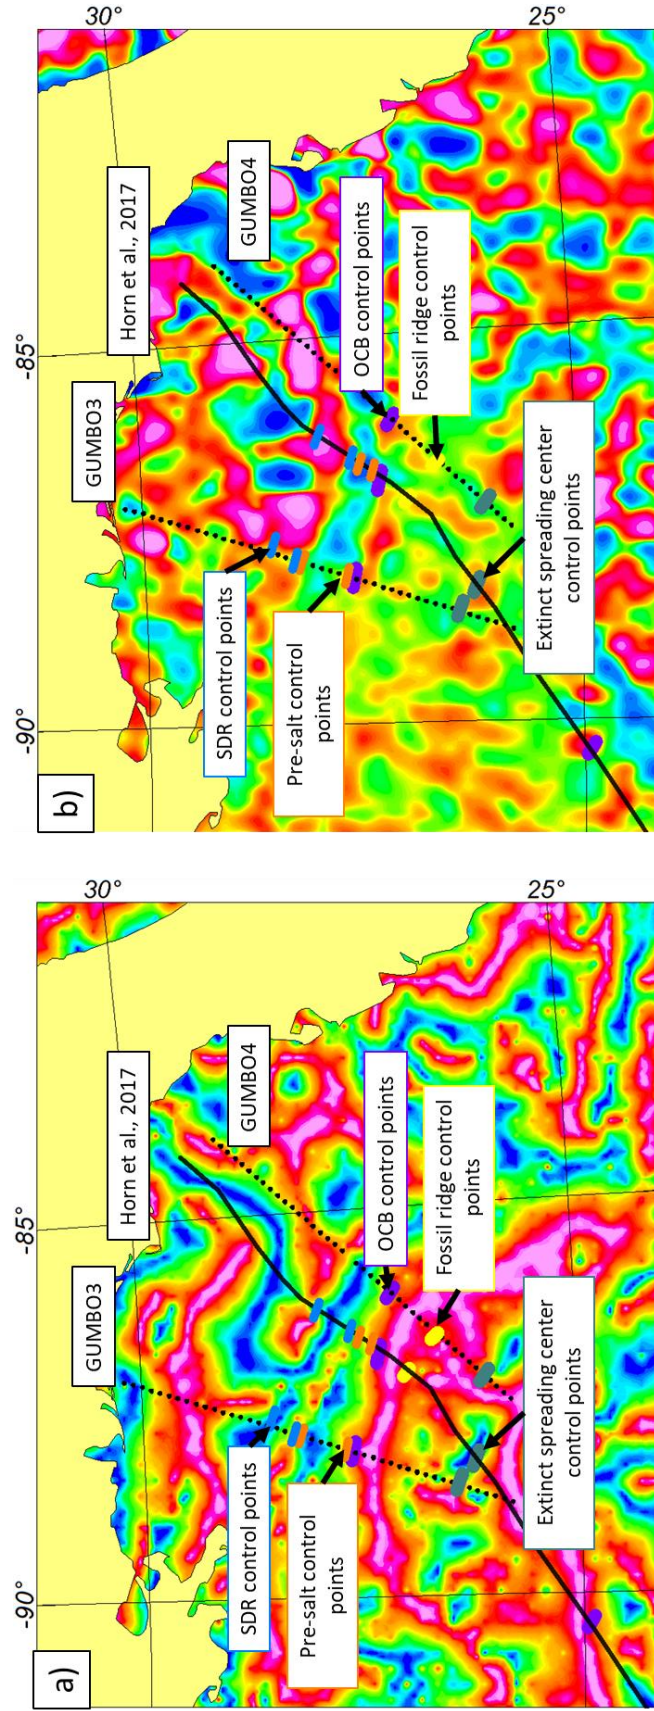 a)
-90°
-85°
30°
25°
GUMBO3
Horn et al., 2017
GUMBO4
SDR control points
Pre-salt control
points
OCB control points
Fossil ridge control
points
Extinct spreading center
control points
b)
-90°
-85°
30°
25°
GUMBO3
Horn et al., 2017
GUMBO4
SDR control points
Pre-salt control
points
OCB control points
Fossil ridge control
points
Extinct spreading center
control points